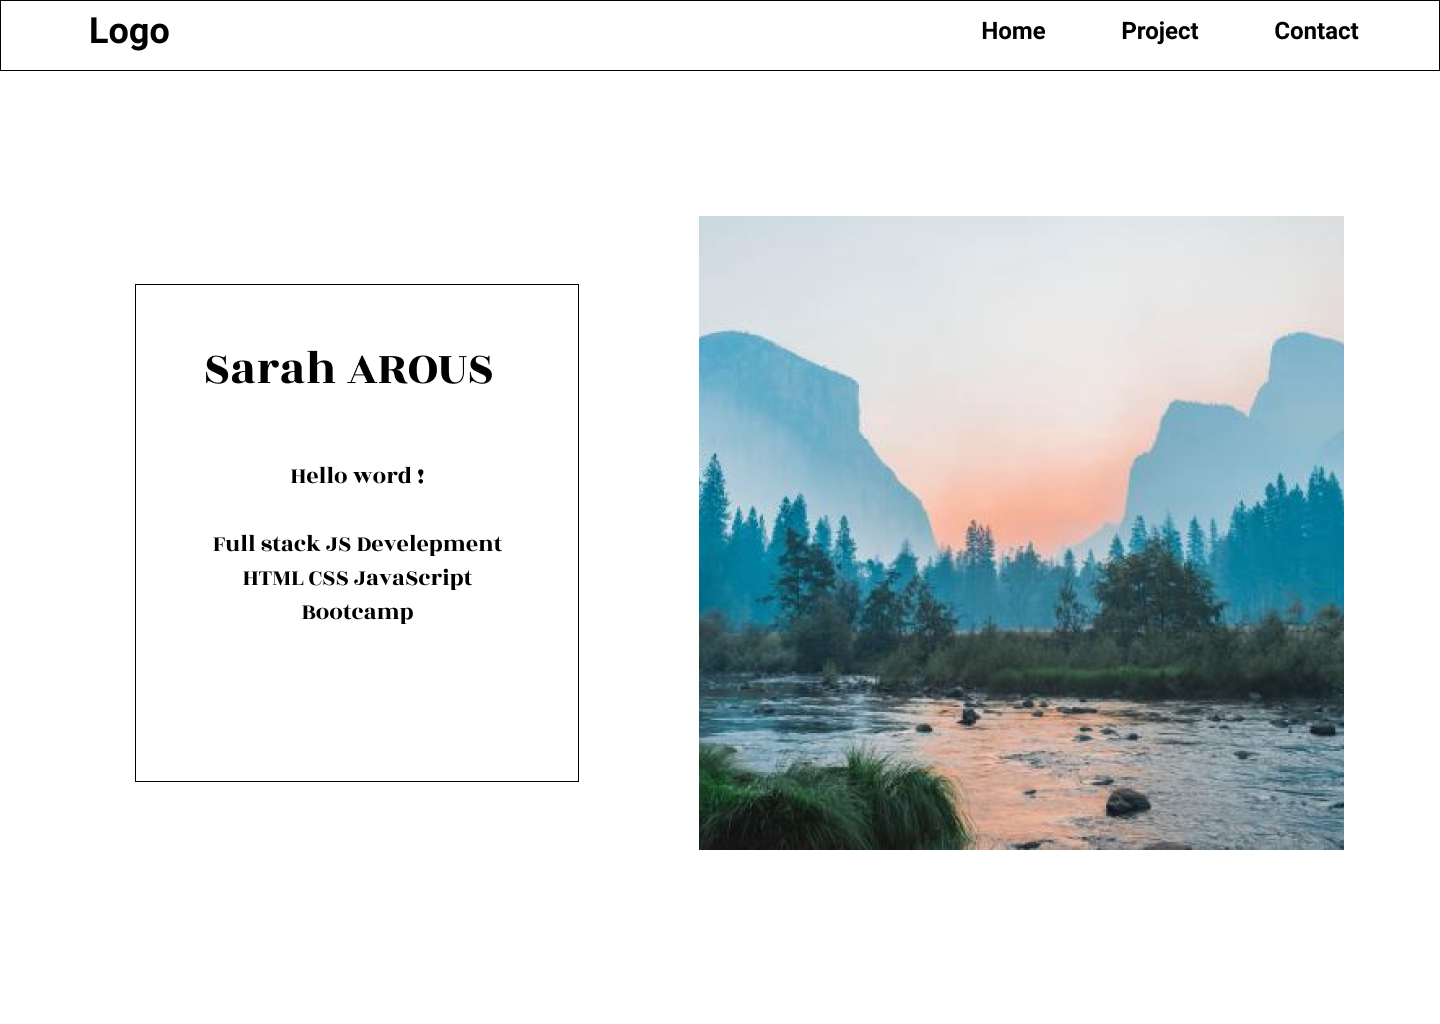 Logo
Home Project Contact
Sarah AROUS
Hello word !
Full stack JS Develepment
HTML CSS JavaScript
Bootcamp